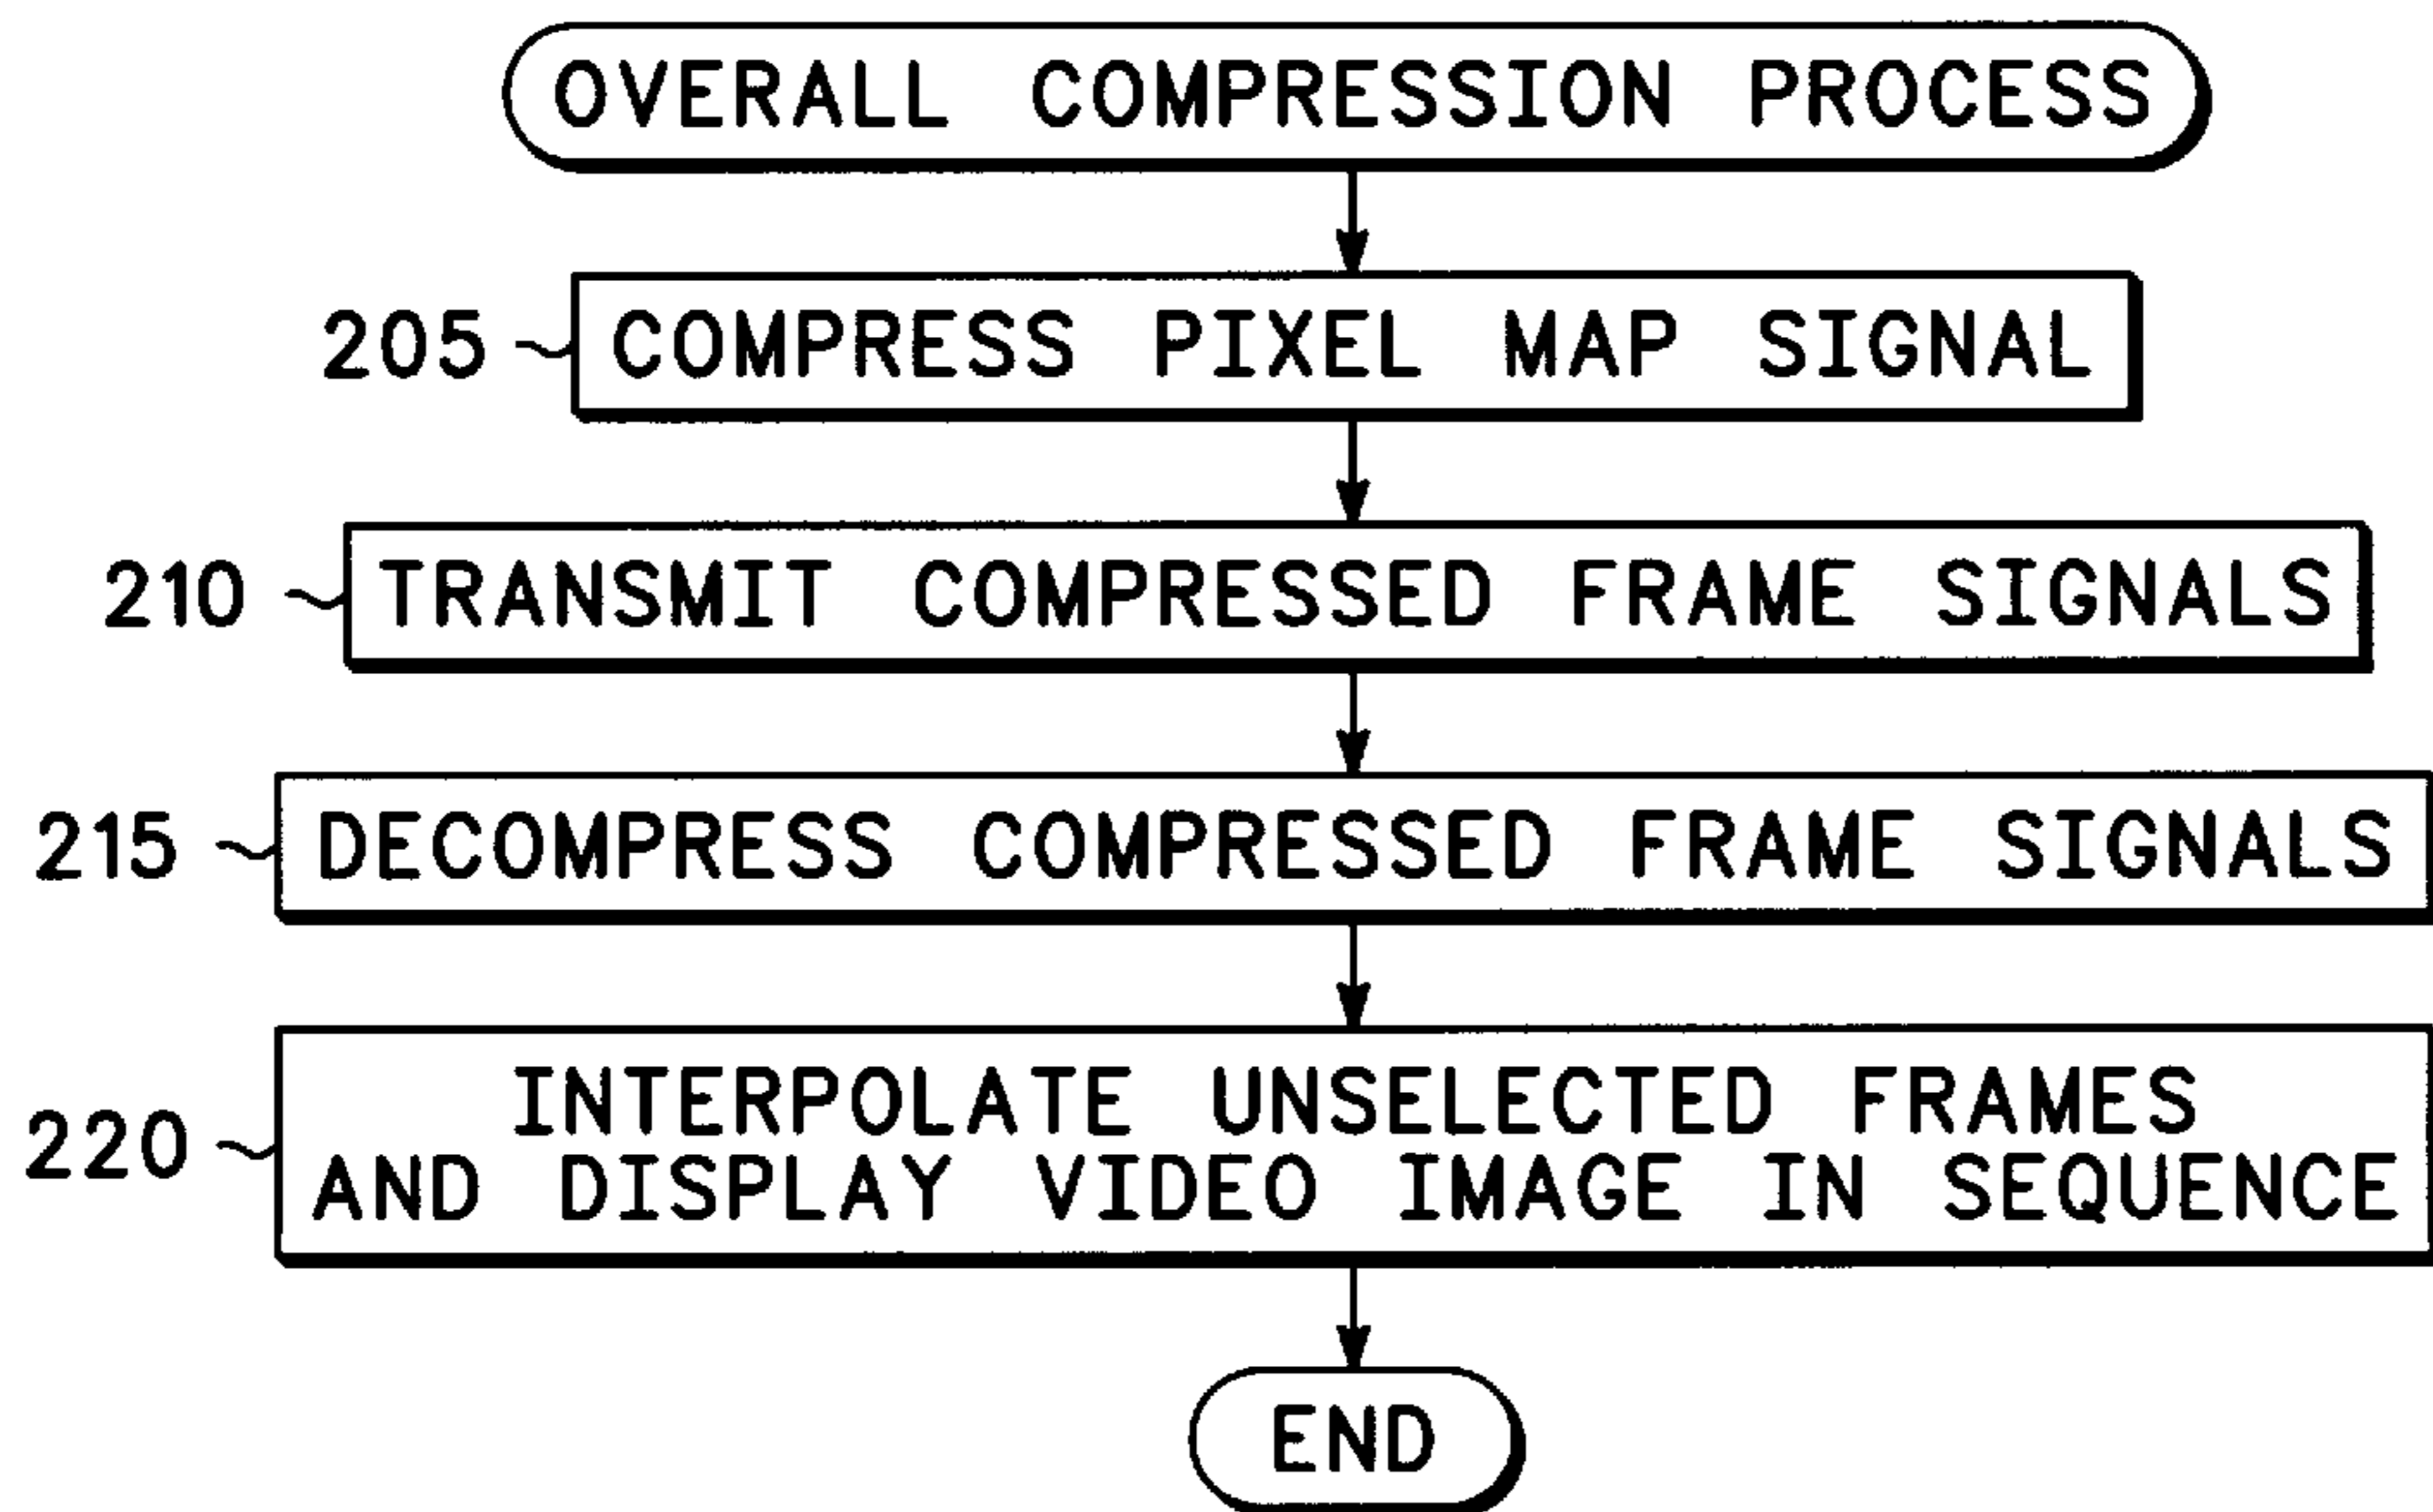 OVERALL COMPRESSION PROCESS
205 COMPRESS PIXEL MAP SIGNAL
210 TRANSMIT COMPRESSED FRAME SIGNALS
215 DECOMPRESS COMPRESSED FRAME SIGNALS
220 INTERPOLATE UNSELECTED FRAMES
AND DISPLAY VIDEO IMAGE IN SEQUENCE
END